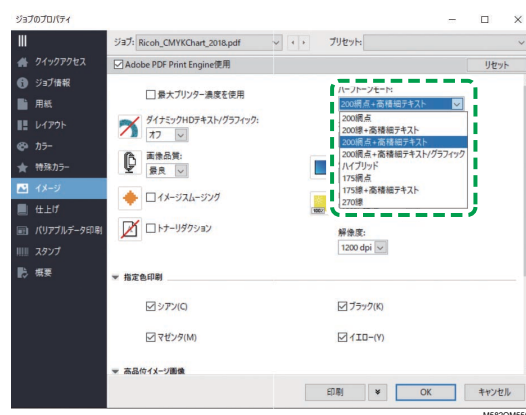 ジョブのプロパティ
ジョブ: Ricoh_CMYKChart_2018.pdf
プリセット:
クイックアクセス
ジョブ情報
用紙
レイアウト
カラー
特殊カラー
イメージ
仕上げ
バリアブルデータ印刷
スタンプ
概要
Adobe PDF Print Engine使用
リセット
最大プリンター濃度を使用
ダイナミックHDテキスト/グラフィック:
オフ
画像品質:
最良
イメージスムージング
トナーリダクション
ハーフトーンモード:
200網点+高精細テキスト
200網点
200線+高精細テキスト
200網点+高精細テキスト
200網点+高精細テキスト/グラフィック
ハイブリッド
175網点
175線+高精細テキスト
270線
解像度:
1200 dpi
指定色印刷
シアン(C)
ブラック(K)
マゼンタ(M)
イエロー(Y)
高品位イメージ画像
印刷
OK
キャンセル